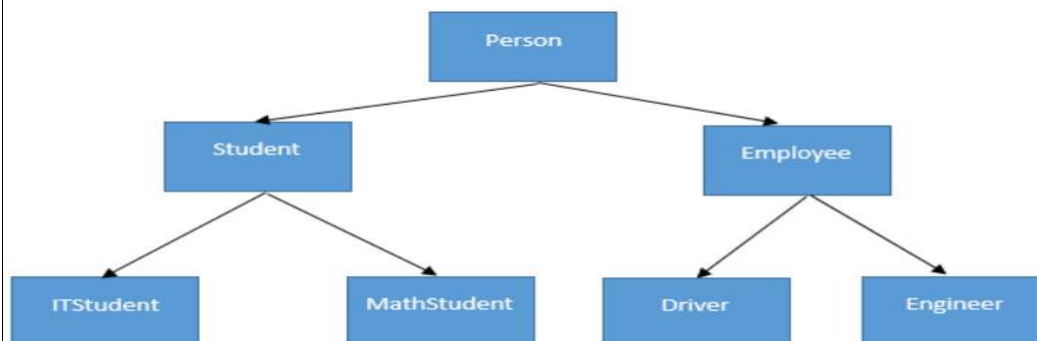 Person
Student
Employee
ITStudent
MathStudent
Driver
Engineer